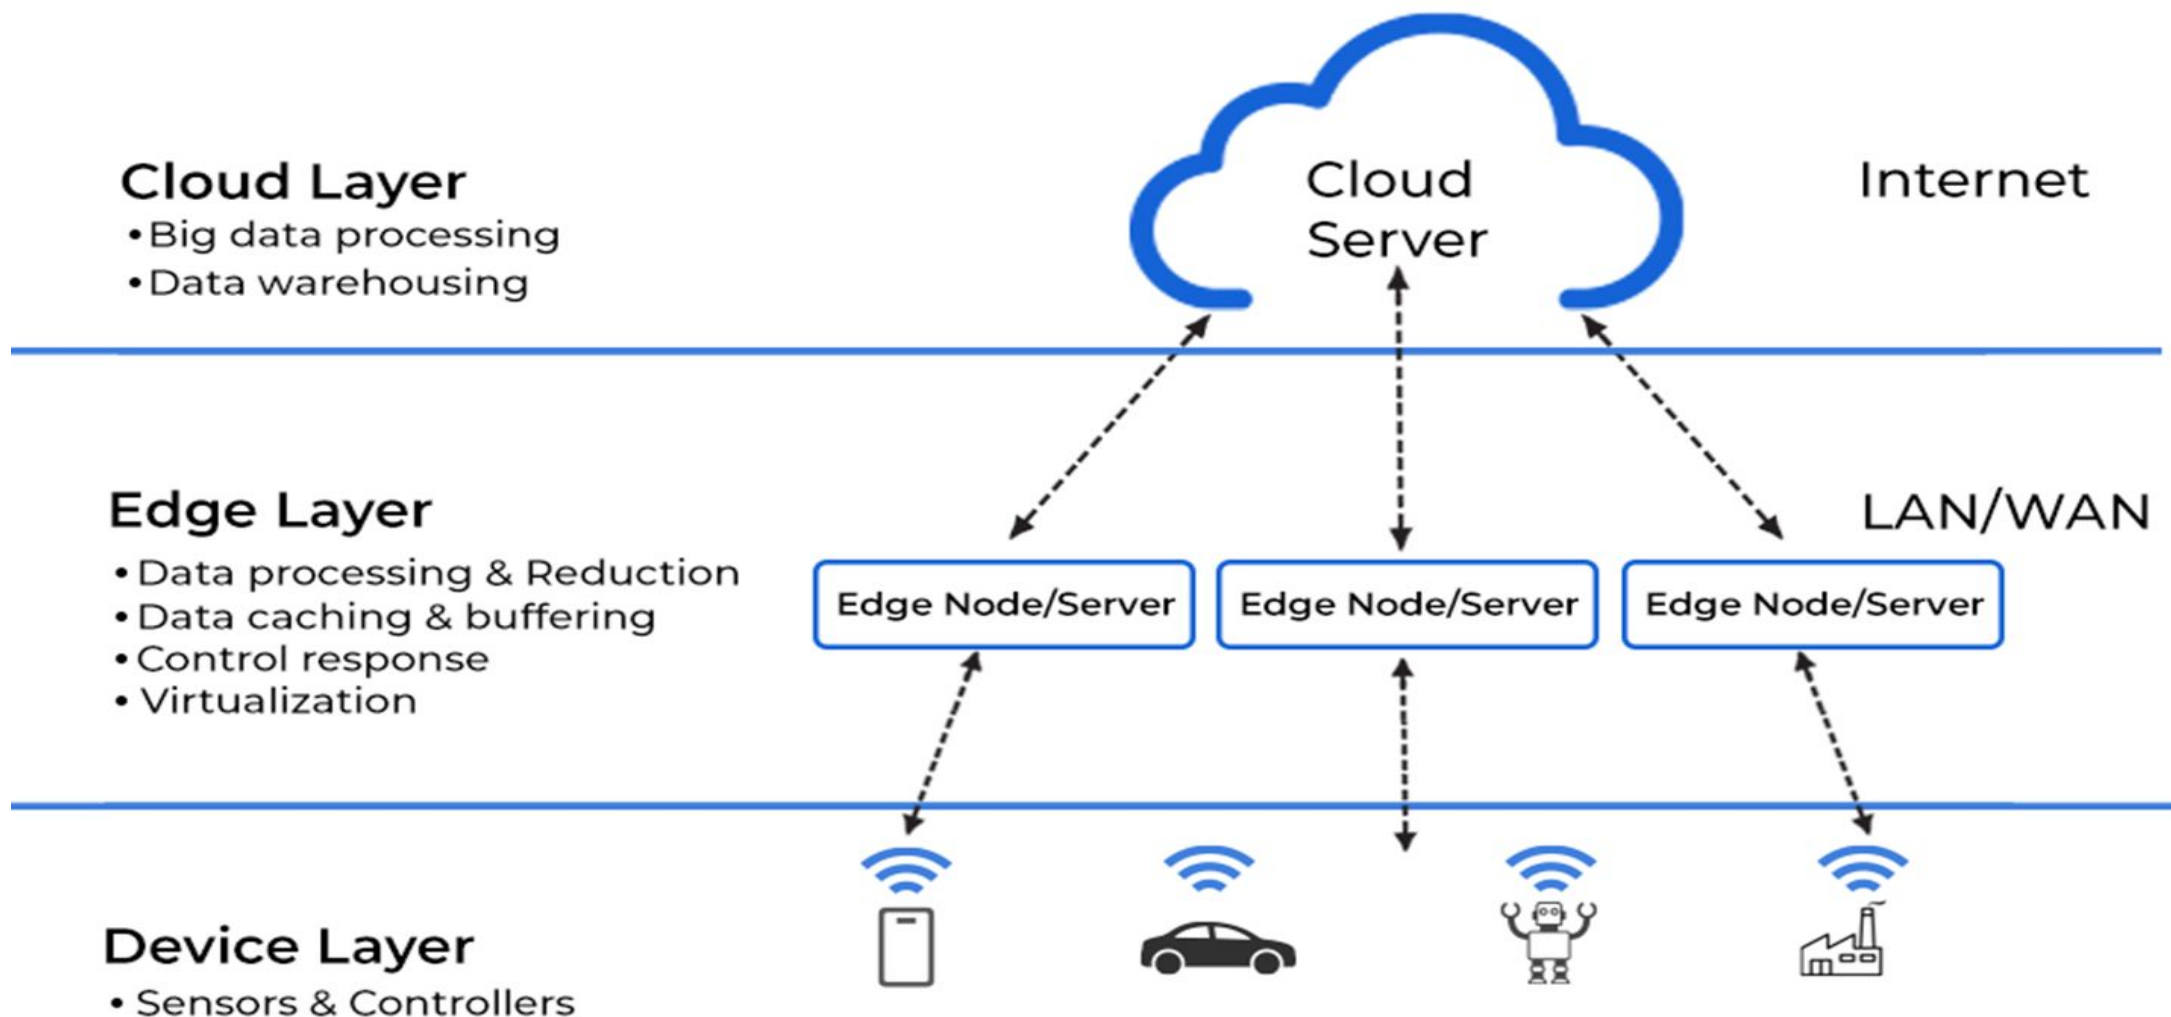 Cloud Layer
•Big data processing
•Data warehousing
Cloud
Server
Internet
Edge Layer
•Data processing & Reduction
•Data caching & buffering
•Control response
• Virtualization
LAN/WAN
Edge Node/Server
Edge Node/Server
Edge Node/Server
Device Layer
• Sensors & Controllers